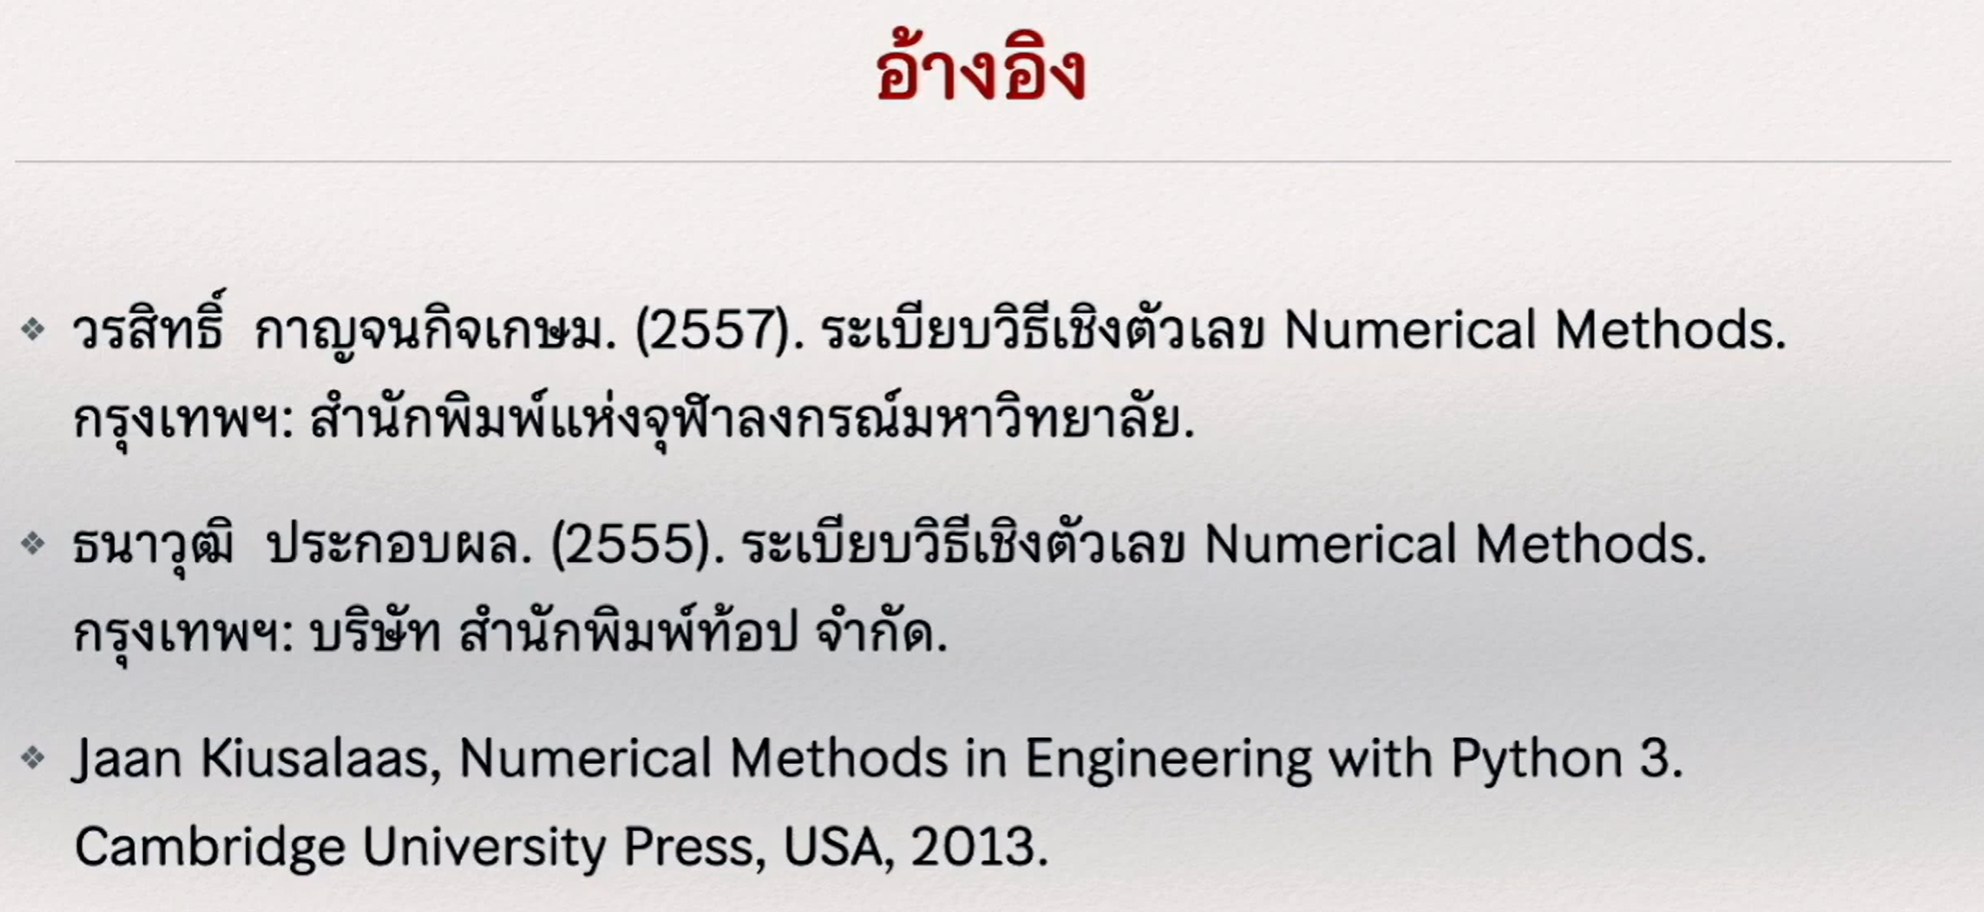 อ้างอิง
❖ วรสิทธิ์ กาญจนกิจเกษม. (2557). ระเบียบวิธีเชิงตัวเลข Numerical Methods.
กรุงเทพฯ: สำนักพิมพ์แห่งจุฬาลงกรณ์มหาวิทยาลัย.
❖ ธนาวุฒิ ประกอบผล. (2555). ระเบียบวิธีเชิงตัวเลข Numerical Methods.
กรุงเทพฯ: บริษัท สำนักพิมพ์ท้อป จำกัด.
❖ Jaan Kiusalaas, Numerical Methods in Engineering with Python 3.
Cambridge University Press, USA, 2013.